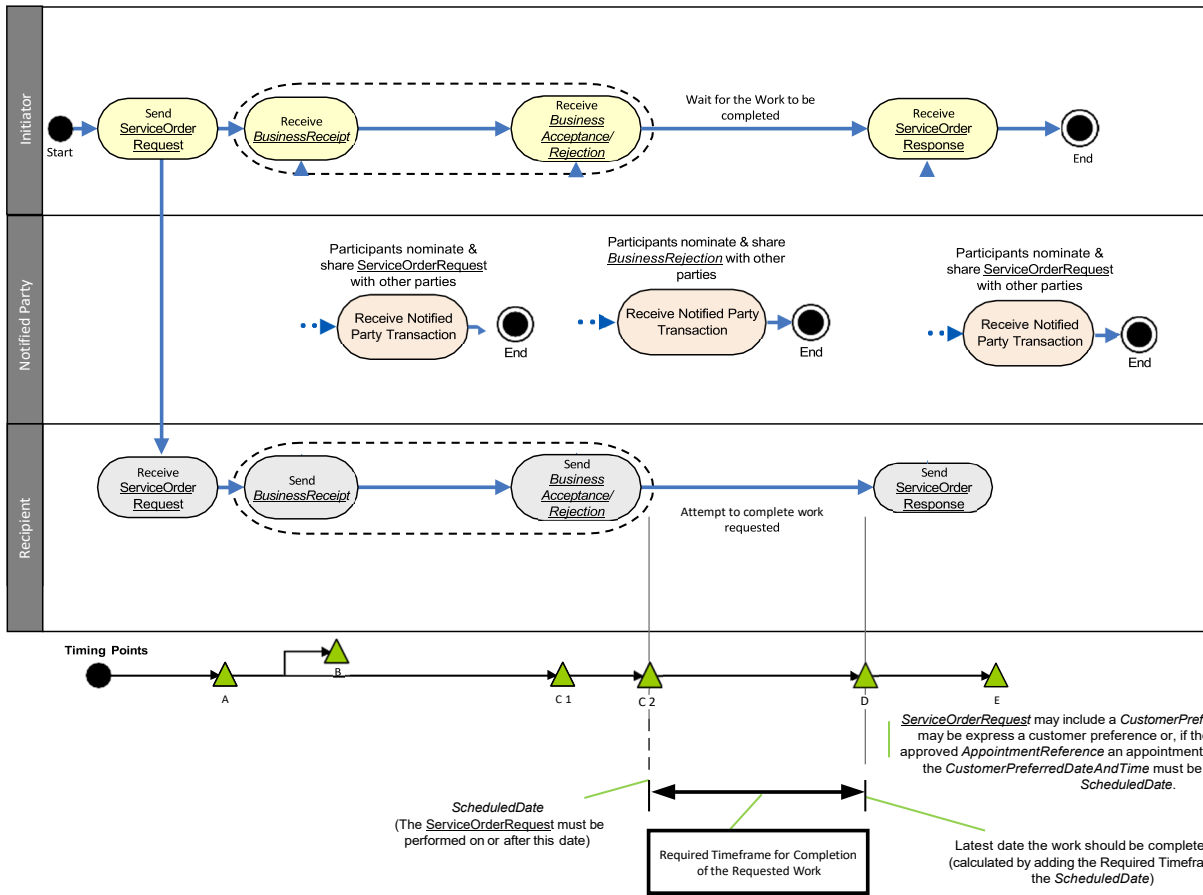 Initiator
Start
Send
ServiceOrder
Request
Receive
BusinessReceipt
Receive
Business
Acceptance/
Rejection
Wait for the Work to be
completed
Receive
ServiceOrder
Response
End
Notified Party
Participants nominate &
share ServiceOrderRequest
with other parties
Receive Notified
Party Transaction
End
Participants nominate & share
BusinessRejection with other
parties
Receive Notified Party
Transaction
End
Participants nominate &
share ServiceOrderRequest
with other parties
Receive Notified
Party Transaction
End
Recipient
Receive
ServiceOrder
Request
Send
BusinessReceipt
Send
Business
Acceptance/
Rejection
Attempt to complete work
requested
Send
ServiceOrder
Response
Timing Points
A
B
C 1
C 2
D
E
ServiceOrderRequest may include a CustomerPref
may be express a customer preference or, if the
approved AppointmentReference an appointment
the CustomerPreferredDateAndTime must be
ScheduledDate.
ScheduledDate
(The ServiceOrderRequest must be
performed on or after this date)
Required Timeframe for Completion
of the Requested Work
Latest date the work should be complete
(calculated by adding the Required Timefra
the ScheduledDate)